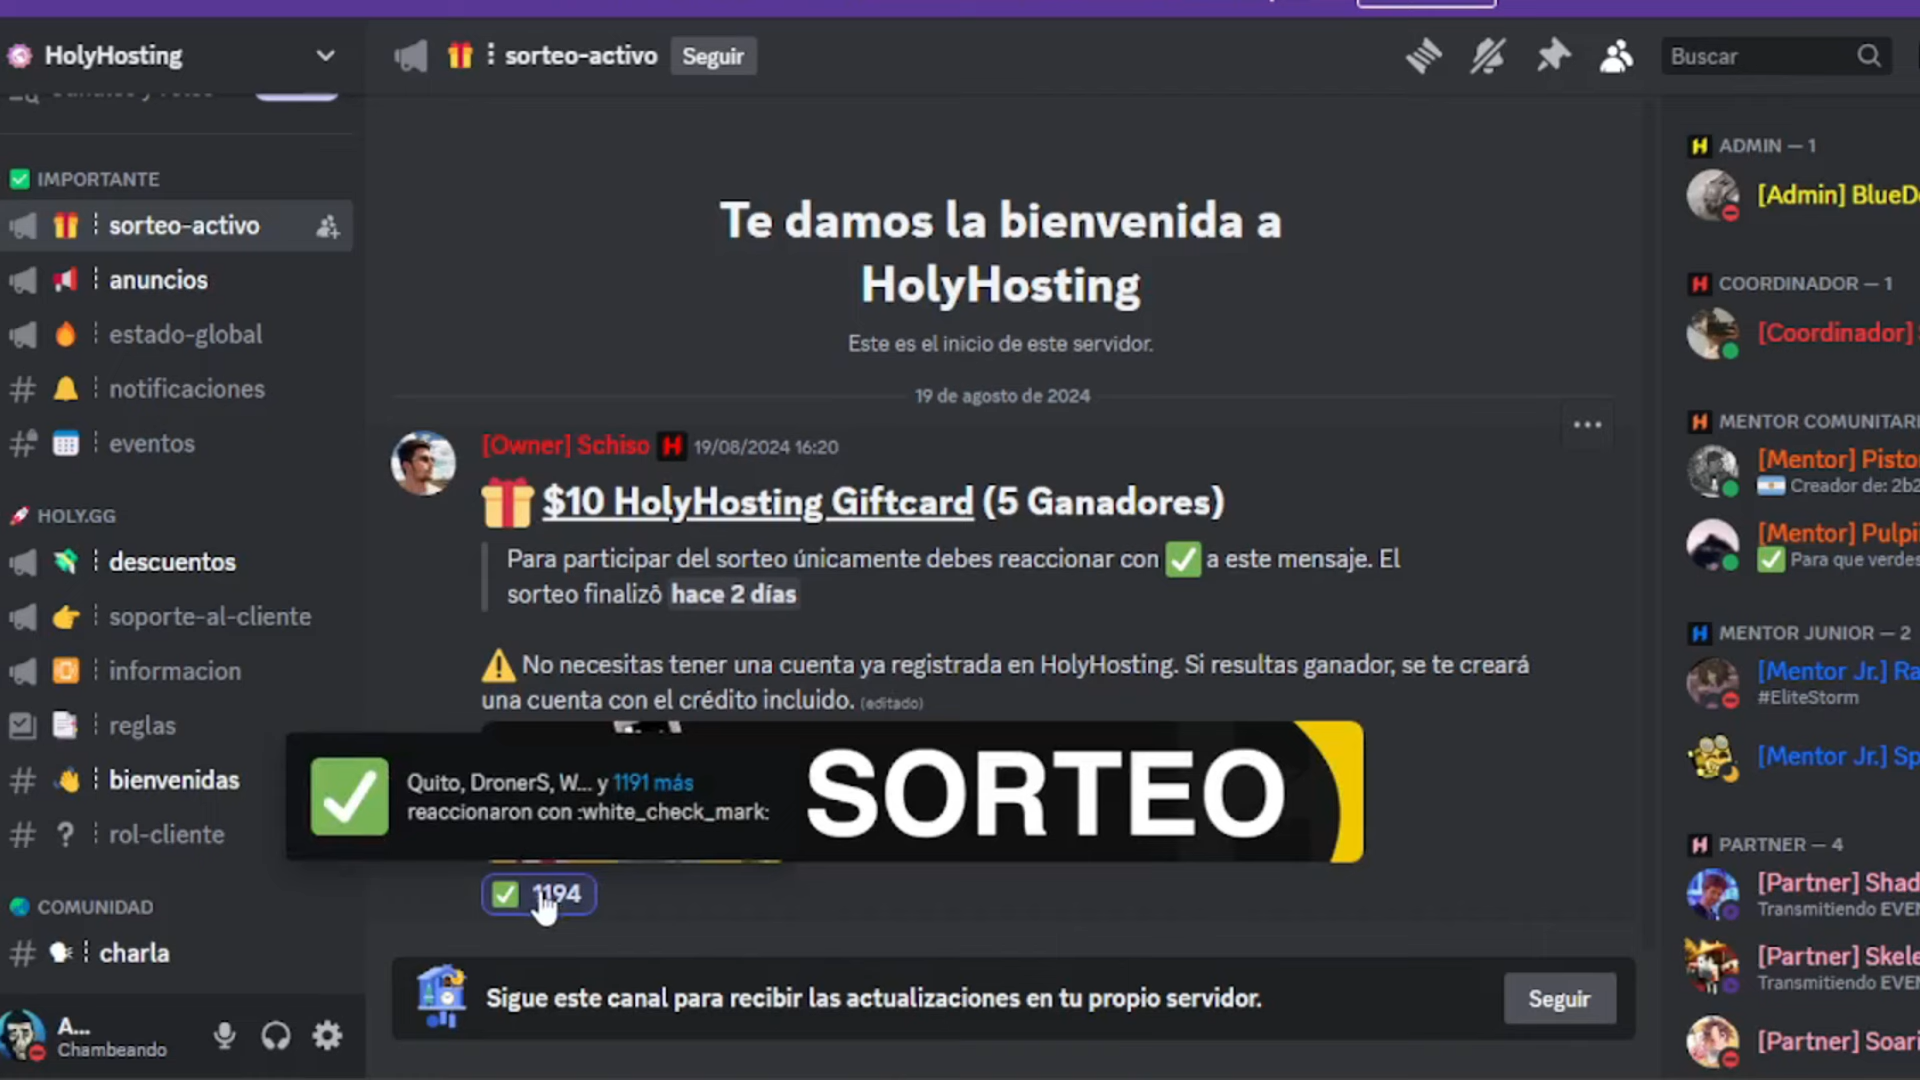 HolyHosting
IMPORTANTE
sorteo-activo
anuncios
estado-global
notificaciones
eventos
HOLY.GG
descuentos
soporte-al-cliente
informacion
reglas
bienvenidas
rol-cliente
COMUNIDAD
charla
A...
Chambeando
sorteo-activo
Seguir
Buscar
Te damos la bienvenida a
HolyHosting
Este es el inicio de este servidor.
19 de agosto de 2024
[Owner] Schiso H 19/08/2024 16:20
$10 HolyHosting Giftcard (5 Ganadores)
Para participar del sorteo únicamente debes reaccionar con ✅ a este mensaje. El
sorteo finalizó hace 2 días
⚠️ No necesitas tener una cuenta ya registrada en HolyHosting. Si resultas ganador, se te creará
una cuenta con el crédito incluido. (editado)
Quito, DronerS, W... y 1191 más
reaccionaron con :white_check_mark:
SORTEO
1194
Sigue este canal para recibir las actualizaciones en tu propio servidor.
Seguir
H ADMIN — 1
[Admin] BlueD
H COORDINADOR — 1
[Coordinador]
H MENTOR COMUNITARI
[Mentor] Pisto
Creador de: 2b2
[Mentor] Pulpi
Para que verdes
H MENTOR JUNIOR — 2
[Mentor Jr.] Ra
#EliteStorm
[Mentor Jr.] Sp
H PARTNER — 4
[Partner] Shad
Transmitiendo EVEN
[Partner] Skele
Transmitiendo EVEN
[Partner] Soari